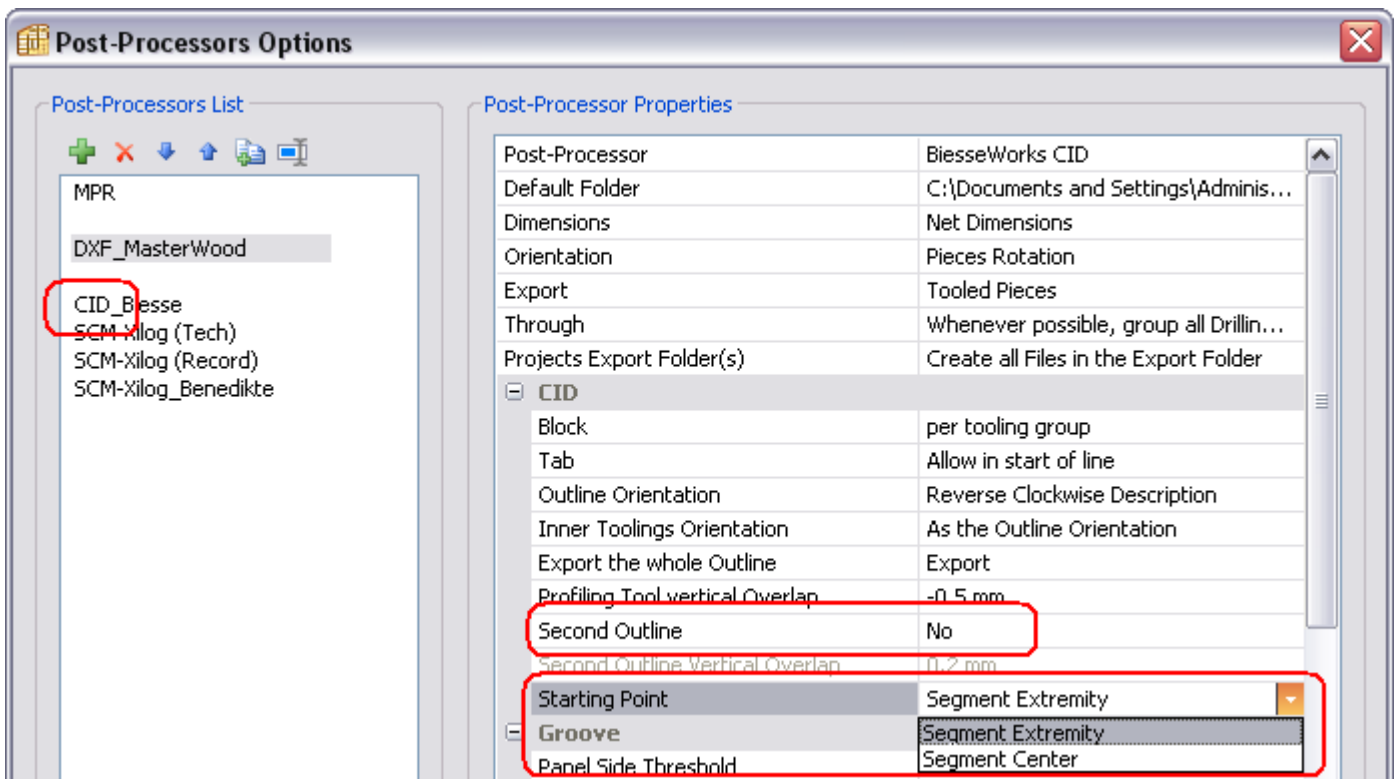 Post-Processors Options
Post-Processors List
MPR
DXF_MasterWood
CID_Biesse
SCM-Xilog (Tech)
SCM-Xilog (Record)
SCM-Xilog_Benedikte
Post-Processor Properties
Post-Processor BiesseWorks CID
Default Folder C:\Documents and Settings\Adminis...
Dimensions Net Dimensions
Orientation Pieces Rotation
Export Tooled Pieces
Through Whenever possible, group all Drillin...
Projects Export Folder(s) Create all Files in the Export Folder
CID
Block per tooling group
Tab Allow in start of line
Outline Orientation Reverse Clockwise Description
Inner Toolings Orientation As the Outline Orientation
Export the whole Outline Export
Profiling Tool vertical Overlap -0.5 mm
Second Outline No
Second Outline Vertical Overlap 0.2 mm
Starting Point Segment Extremity
Groove Segment Extremity
Panel Side Threshold Segment Center